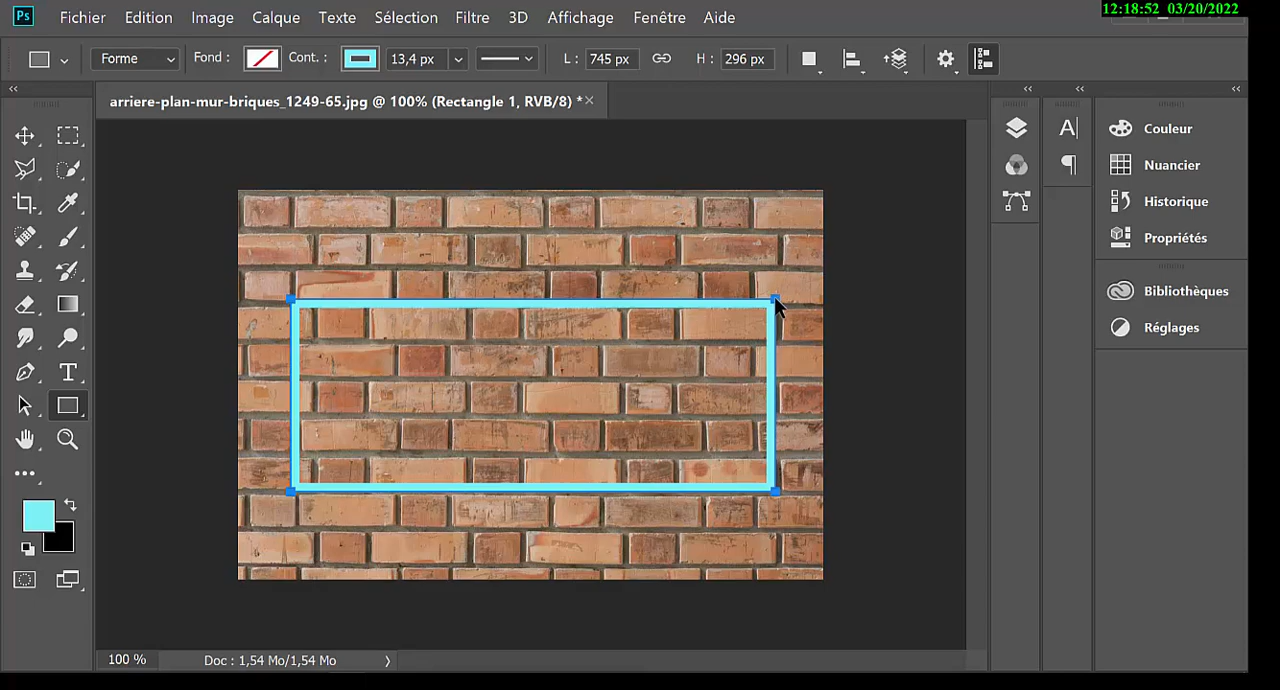 12:18:52 03/20/2022
Ps Fichier Edition Image Calque Texte Sélection Filtre 3D Affichage Fenêtre Aide
Forme Fond : Cont. : 13,4 px L : 745 px H : 296 px
arriere-plan-mur-briques_1249-65.jpg @ 100% (Rectangle 1, RVB/8) *
Couleur
Nuancier
Historique
Propriétés
Bibliothèques
Réglages
100 % Doc : 1,54 Mo/1,54 Mo